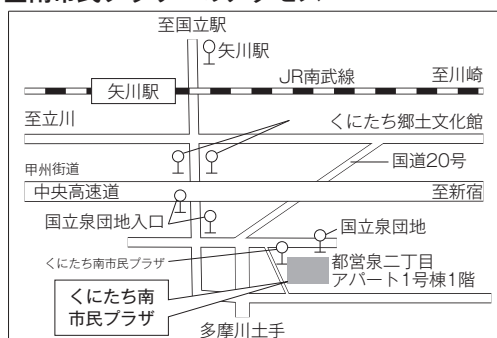 至国立駅
矢川駅
JR南武線
至川崎
矢川駅
至立川
くにたち郷土文化館
国道20号
甲州街道
中央高速道
至新宿
国立泉団地入口
国立泉団地
くにたち南市民プラザ
都営泉二丁目
アパート1号棟1階
くにたち南
市民プラザ
多摩川土手